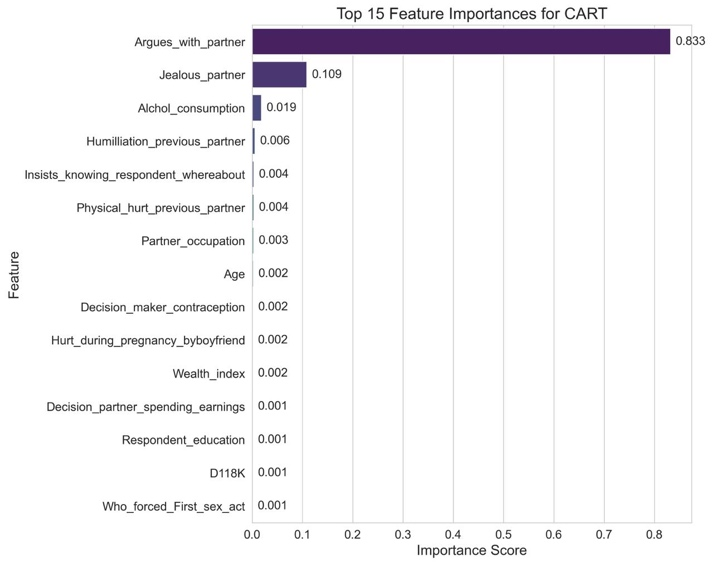 Top 15 Feature Importances for CART
Argues_with_partner 0.833
Jealous_partner 0.109
Alchol_consumption 0.019
Humilliation_previous_partner 0.006
Insists_knowing_respondent_whereabout 0.004
Physical_hurt_previous_partner 0.004
Partner_occupation 0.003
Age 0.002
Decision_maker_contraception 0.002
Hurt_during_pregnancy_byboyfriend 0.002
Wealth_index 0.002
Decision_partner_spending_earnings 0.001
Respondent_education 0.001
D118K 0.001
Who_forced_First_sex_act 0.001
Feature
0.0 0.1 0.2 0.3 0.4 0.5 0.6 0.7 0.8
Importance Score